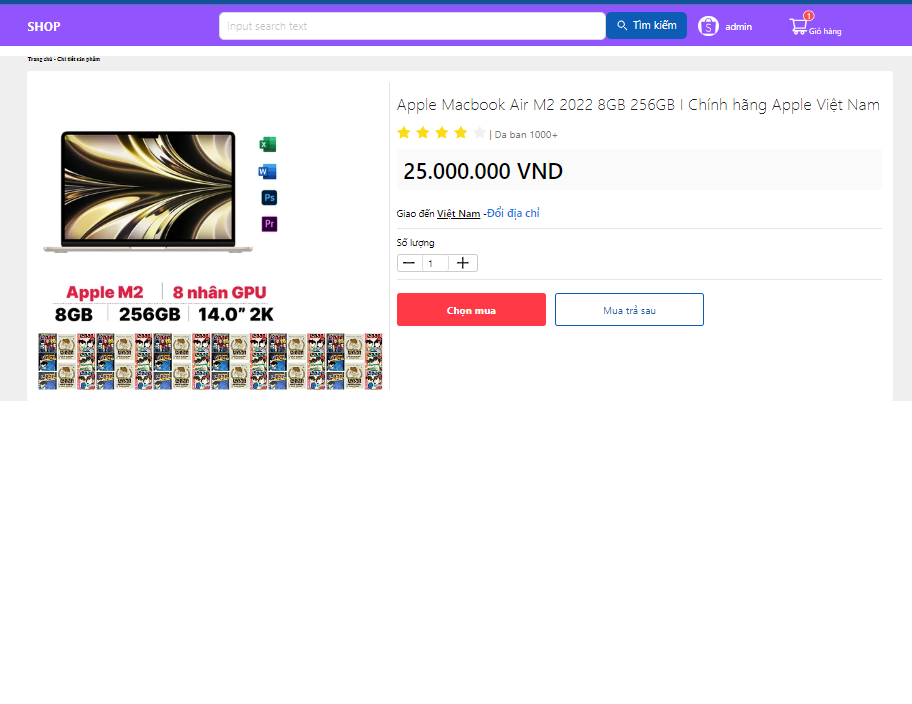 SHOP
input search text
Tìm kiếm
S
admin
1
Giỏ hàng
Trang chủ - Chi tiết sản phẩm
Apple Macbook Air M2 2022 8GB 256GB I Chính hãng Apple Việt Nam
| Da ban 1000+
25.000.000 VND
Giao đến Việt Nam -Đổi địa chỉ
Số lượng
1
Chọn mua
Mua trả sau
X
W
Ps
Pr
Apple M2
8 nhân GPU
8GB
256GB
14.0” 2K